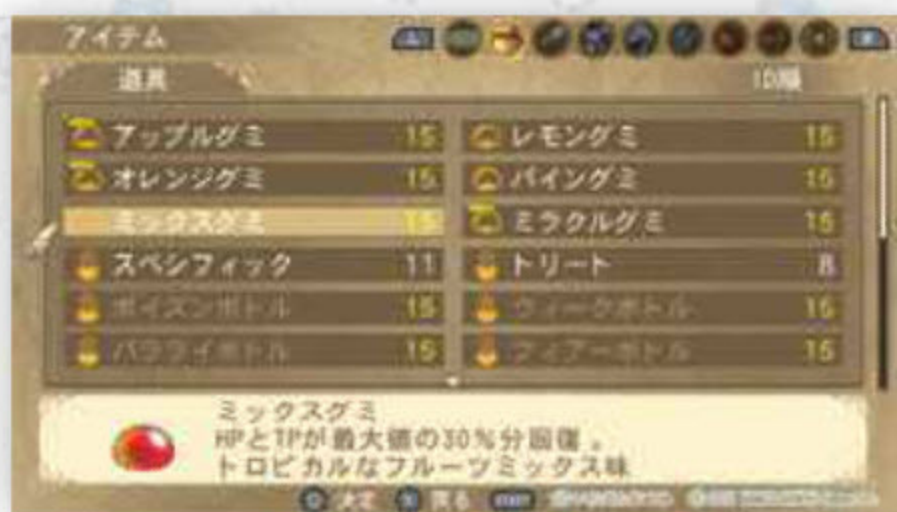 アイテム
道具 ID順
アップルグミ 15 レモングミ 15
オレンジグミ 15 パイングミ 15
ミックスグミ 15 ミラクルグミ 15
スペシフィック 11 トリート 8
ポイズンボトル 15 ウィークボトル 15
パラライボトル 15 フィアーボトル 15
ミックスグミ
HPとTPが最大値の30%分回復。
トロピカルなフルーツミックス味
決定 戻る